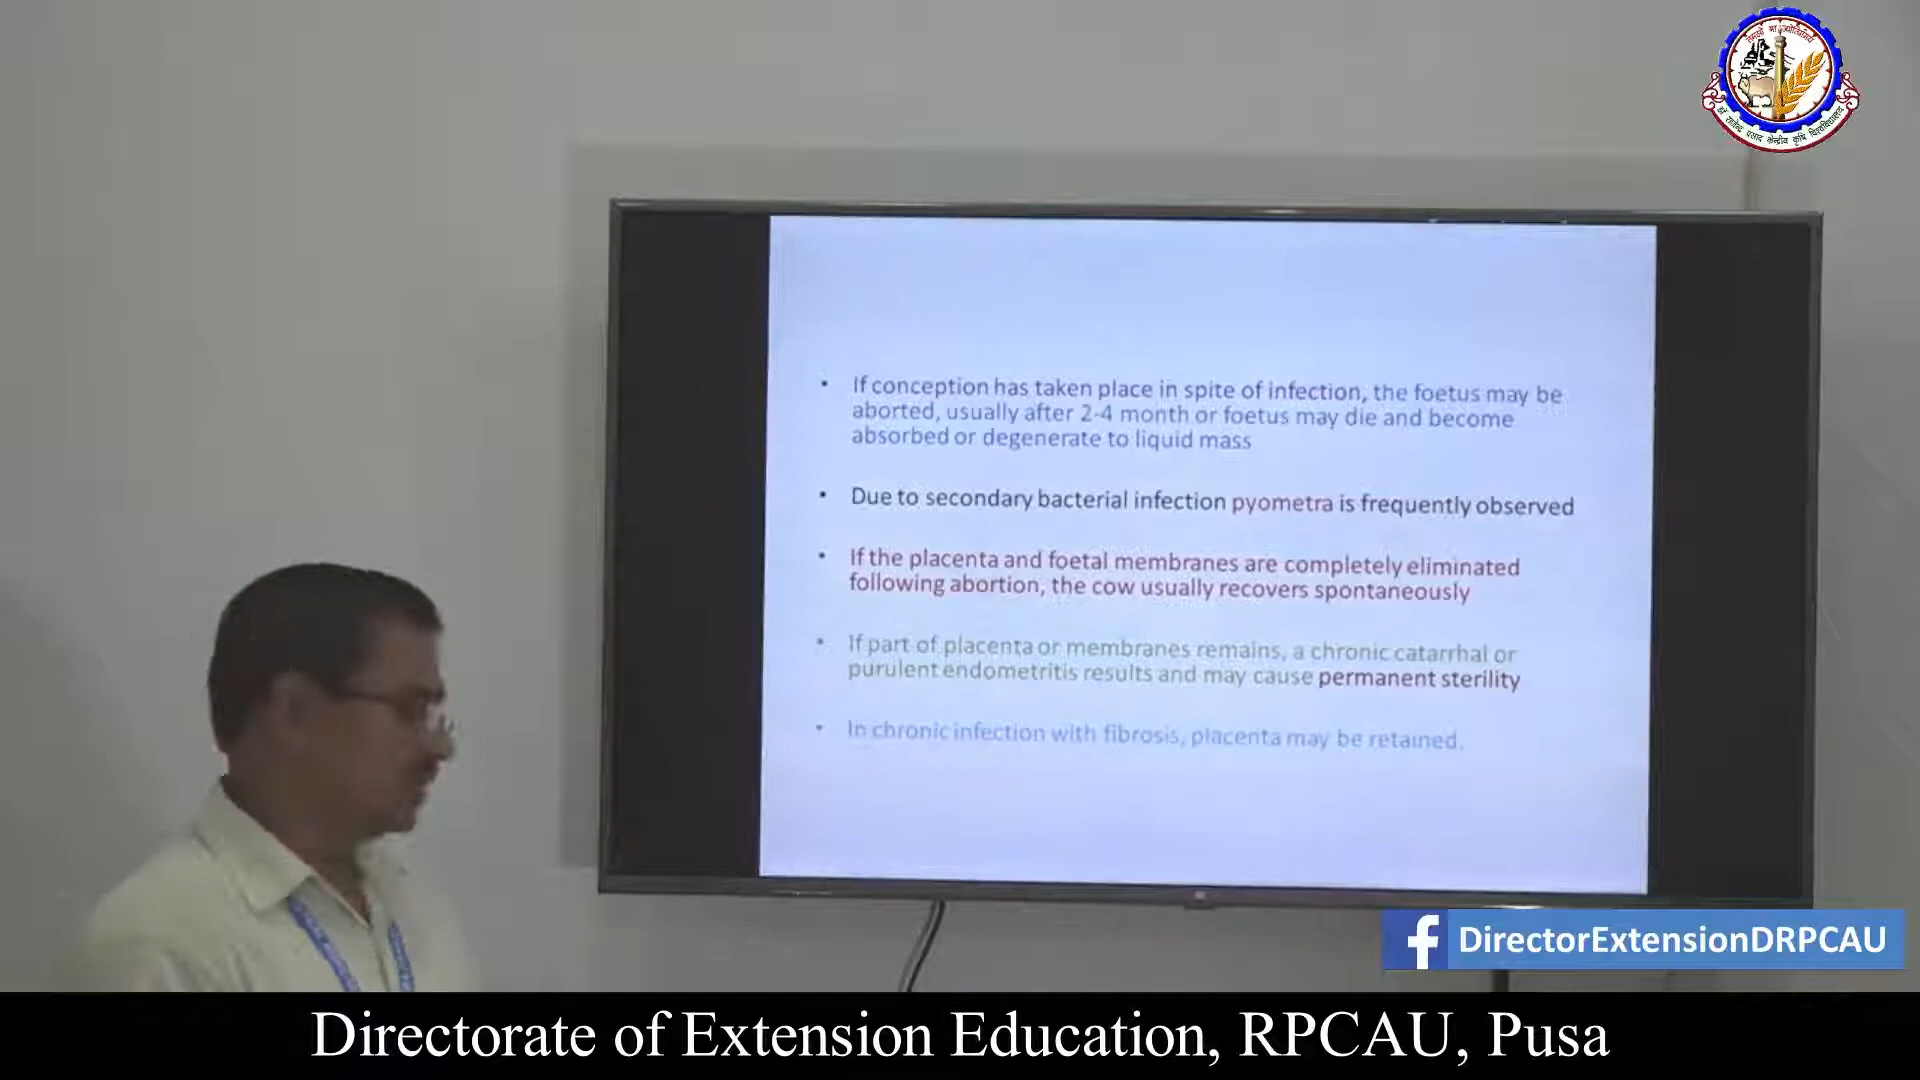 • If conception has taken place in spite of infection, the foetus may be
aborted, usually after 2-4 month or foetus may die and become
absorbed or degenerate to liquid mass
• Due to secondary bacterial infection pyometra is frequently observed
• If the placenta and foetal membranes are completely eliminated
following abortion, the cow usually recovers spontaneously
• If part of placenta or membranes remains, a chronic catarrhal or
purulent endometritis results and may cause permanent sterility
• In chronic infection with fibrosis, placenta may be retained.
f DirectorExtensionDRPCAU
Directorate of Extension Education, RPCAU, Pusa